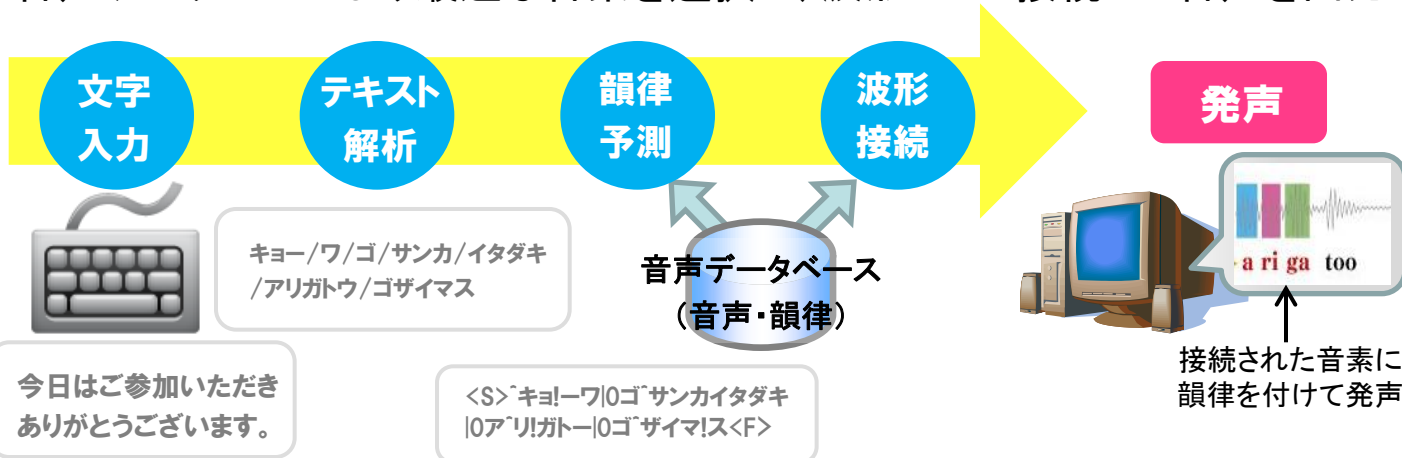 文字
入力
テキスト
解析
韻律
予測
波形
接続
発声
キョー/ワ/ゴ/サンカ/イタダキ
/アリガトウ/ゴザイマス
音声データベース
（音声・韻律）
a ri ga too
接続された音素に
韻律を付けて発声
今日はご参加いただき
ありがとうございます。
<S>^キョ!ーワ|0ゴ^サンカイタダキ
|0ア^リ!ガトー|0ゴ^ザイマ!ス<F>